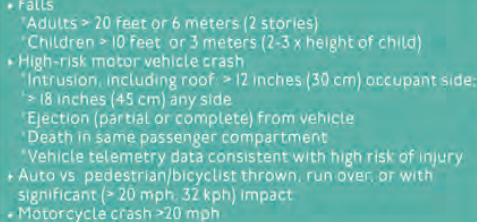 ▸ Falls
°Adults > 20 feet or 6 meters (2 stories)
°Children > 10 feet or 3 meters (2-3 x height of child)
▸ High-risk motor vehicle crash
°Intrusion, including roof: > 12 inches (30 cm) occupant side;
°> 18 inches (45 cm) any side
°Ejection (partial or complete) from vehicle
°Death in same passenger compartment
°Vehicle telemetry data consistent with high risk of injury
▸ Auto vs. pedestrian/bicyclist thrown, run over, or with
significant (> 20 mph, 32 kph) impact
▸ Motorcycle crash >20 mph